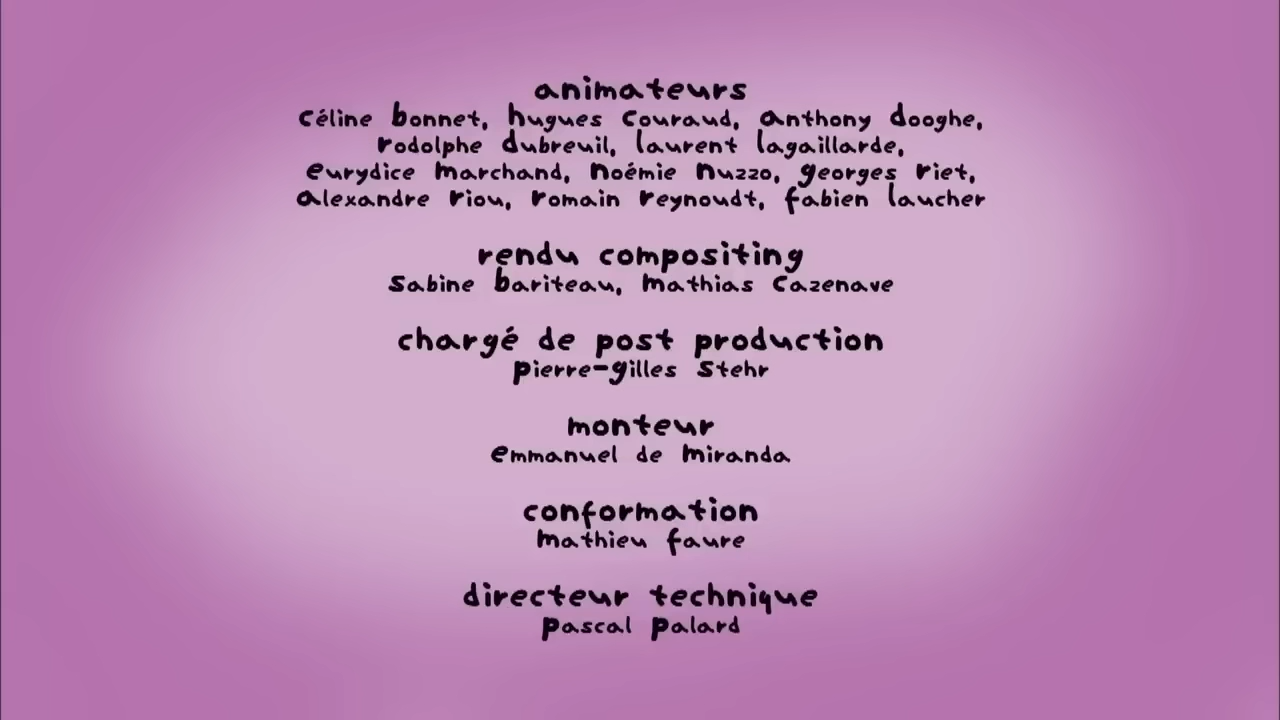 animateurs
Céline bonnet, hugues Couraud, anthony dooghe,
rodolphe dubreuil, laurent lagaillarde,
eurydice marchand, noémie nuzzo, georges riet,
alexandre riou, romain reynoudt, fabien laucher
rendu compositing
Sabine bariteau, mathias Cazenave
chargé de post production
pierre-gilles Stehr
monteur
emmanuel de miranda
conformation
mathieu faure
directeur technique
pascal palard